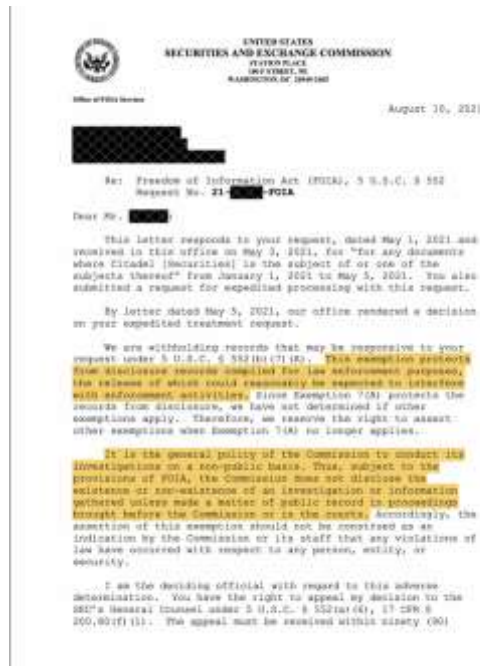 UNITED STATES
SECURITIES AND EXCHANGE COMMISSION
STATION PLACE
100 F STREET, NE
WASHINGTON, DC 20549-2465
Office of FOIA Services
August 10, 2021
Re: Freedom of Information Act (FOIA), 5 U.S.C. § 552
Request No. 21- -FOIA
Dear Mr.
This letter responds to your request, dated May 1, 2021 and
received in this office on May 3, 2021, for "for any documents
where Citadel [Securities] is the subject of or one of the
subjects thereof" from January 1, 2021 to May 5, 2021. You also
submitted a request for expedited processing with this request.
By letter dated May 5, 2021, our office rendered a decision
on your expedited treatment request.
We are withholding records that may be responsive to your
request under 5 U.S.C. § 552(b)(7)(A). This exemption protects
from disclosure records compiled for law enforcement purposes,
the release of which could reasonably be expected to interfere
with enforcement activities. Since Exemption 7(A) protects the
records from disclosure, we have not determined if other
exemptions apply. Therefore, we reserve the right to assert
other exemptions when Exemption 7(A) no longer applies.
It is the general policy of the Commission to conduct its
investigations on a non-public basis. Thus, subject to the
provisions of FOIA, the Commission does not disclose the
existence or non-existence of an investigation or information
gathered unless made a matter of public record in proceedings
brought before the Commission or in the courts. Accordingly, the
assertion of this exemption should not be construed as an
indication by the Commission or its staff that any violations of
law have occurred with respect to any person, entity, or
security.
I am the deciding official with regard to this adverse
determination. You have the right to appeal my decision to the
SEC's General Counsel under 5 U.S.C. § 552(a)(6), 17 CFR §
200.80(f)(1). The appeal must be received within ninety (90)